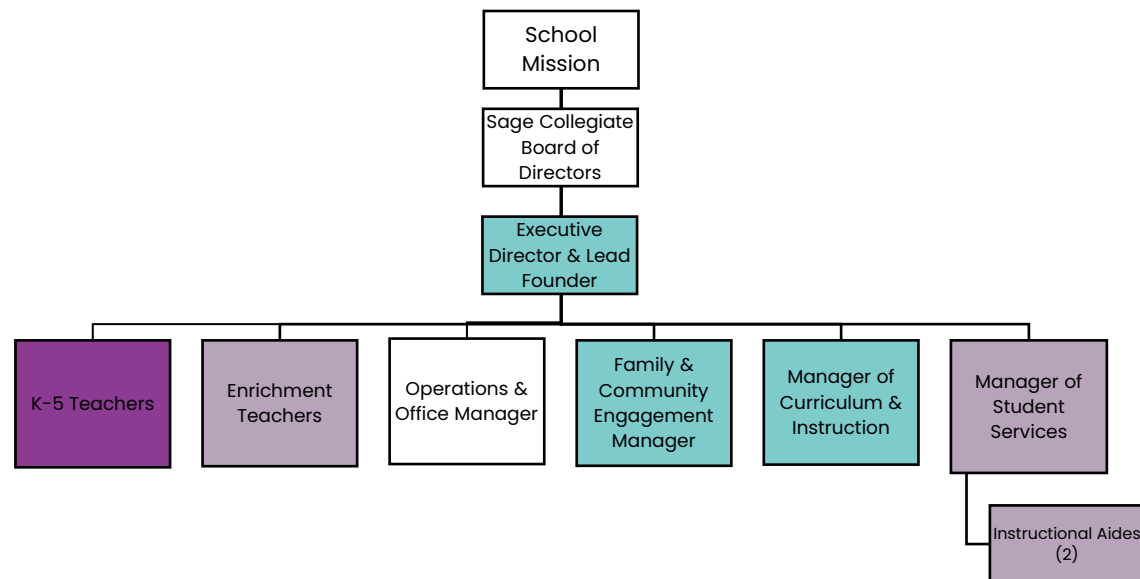 School
Mission
Sage Collegiate
Board of
Directors
Executive
Director & Lead
Founder
K-5 Teachers
Enrichment
Teachers
Operations &
Office Manager
Family &
Community
Engagement
Manager
Manager of
Curriculum &
Instruction
Manager of
Student
Services
Instructional Aides
(2)